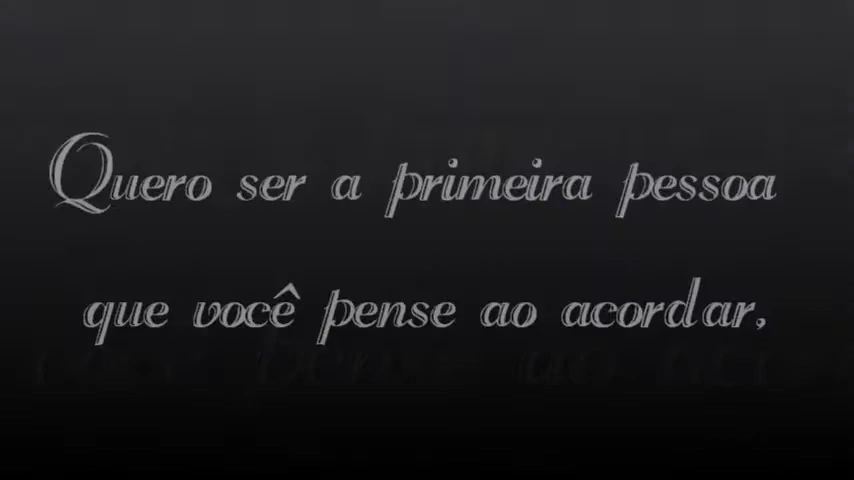 Quero ser a primeira pessoa
que você pense ao acordar,